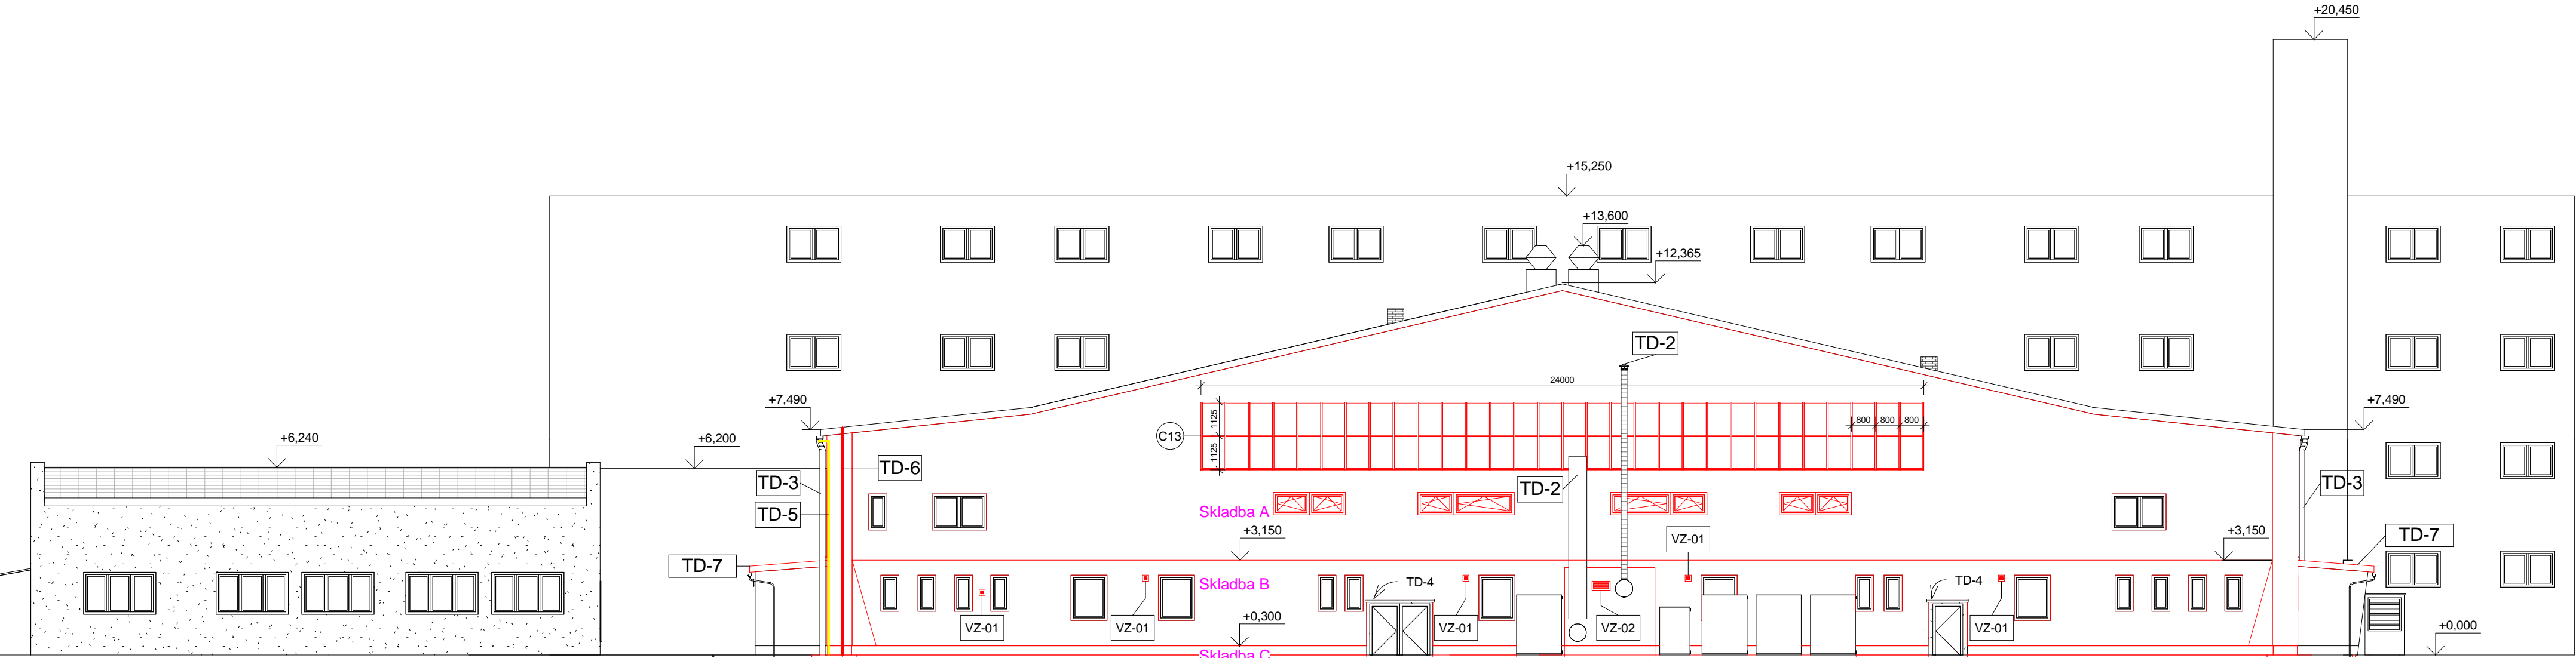 +20,450
+15,250
+13,600
+12,365
TD-2
24000
+7,490
+7,490
1125
800
800
800
C13
1125
+6,240
+6,200
TD-6
TD-3
TD-2
TD-3
TD-5
Skladba A
+3,150
VZ-01
+3,150
TD-7
TD-7
Skladba B
TD-4
TD-4
+0,300
VZ-01
VZ-01
VZ-01
VZ-02
VZ-01
+0,000
Skladba C